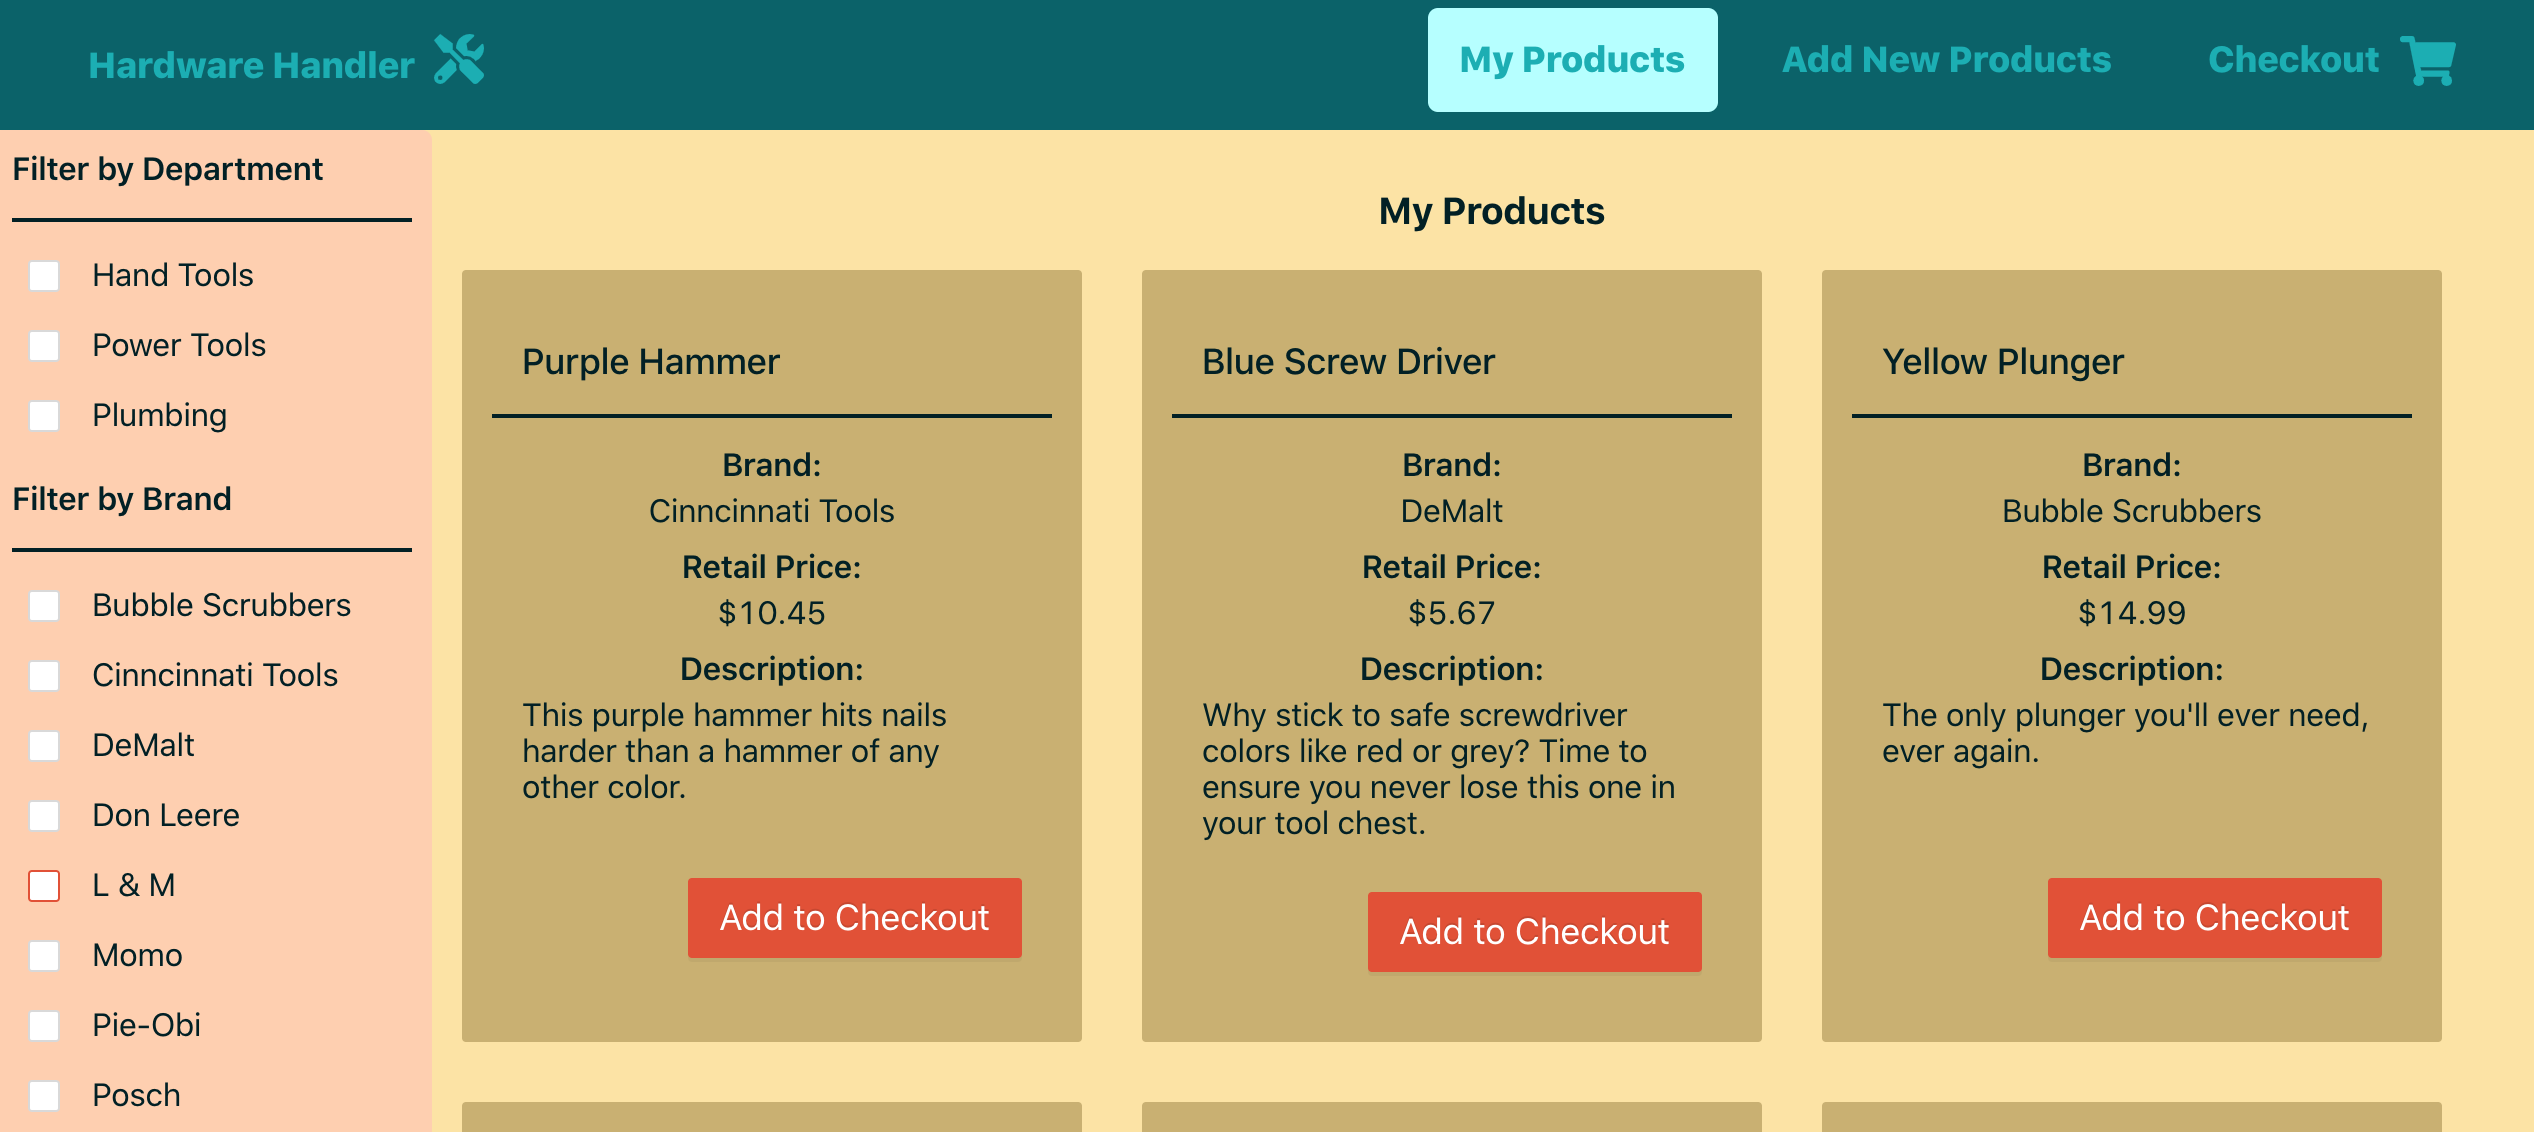 Hardware Handler
My Products
Add New Products
Checkout
Filter by Department
Hand Tools
Power Tools
Plumbing
Filter by Brand
Bubble Scrubbers
Cinncinnati Tools
DeMalt
Don Leere
L & M
Momo
Pie-Obi
Posch
My Products
Purple Hammer
Brand:
Cinncinnati Tools
Retail Price:
$10.45
Description:
This purple hammer hits nails
harder than a hammer of any
other color.
Add to Checkout
Blue Screw Driver
Brand:
DeMalt
Retail Price:
$5.67
Description:
Why stick to safe screwdriver
colors like red or grey? Time to
ensure you never lose this one in
your tool chest.
Add to Checkout
Yellow Plunger
Brand:
Bubble Scrubbers
Retail Price:
$14.99
Description:
The only plunger you'll ever need,
ever again.
Add to Checkout